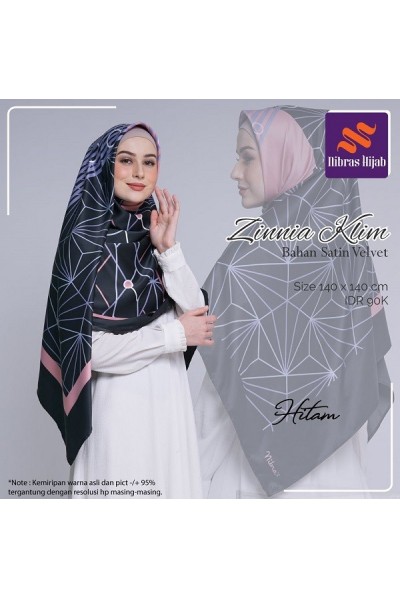 Nibras Hijab
Zinnia Klim
Bahan Satin Velvet
Size 140 x 140 cm
IDR 90K
Hitam
Nibras
*Note : Kemiripan warna asli dan pict -/+ 95%
tergantung dengan resolusi hp masing-masing.